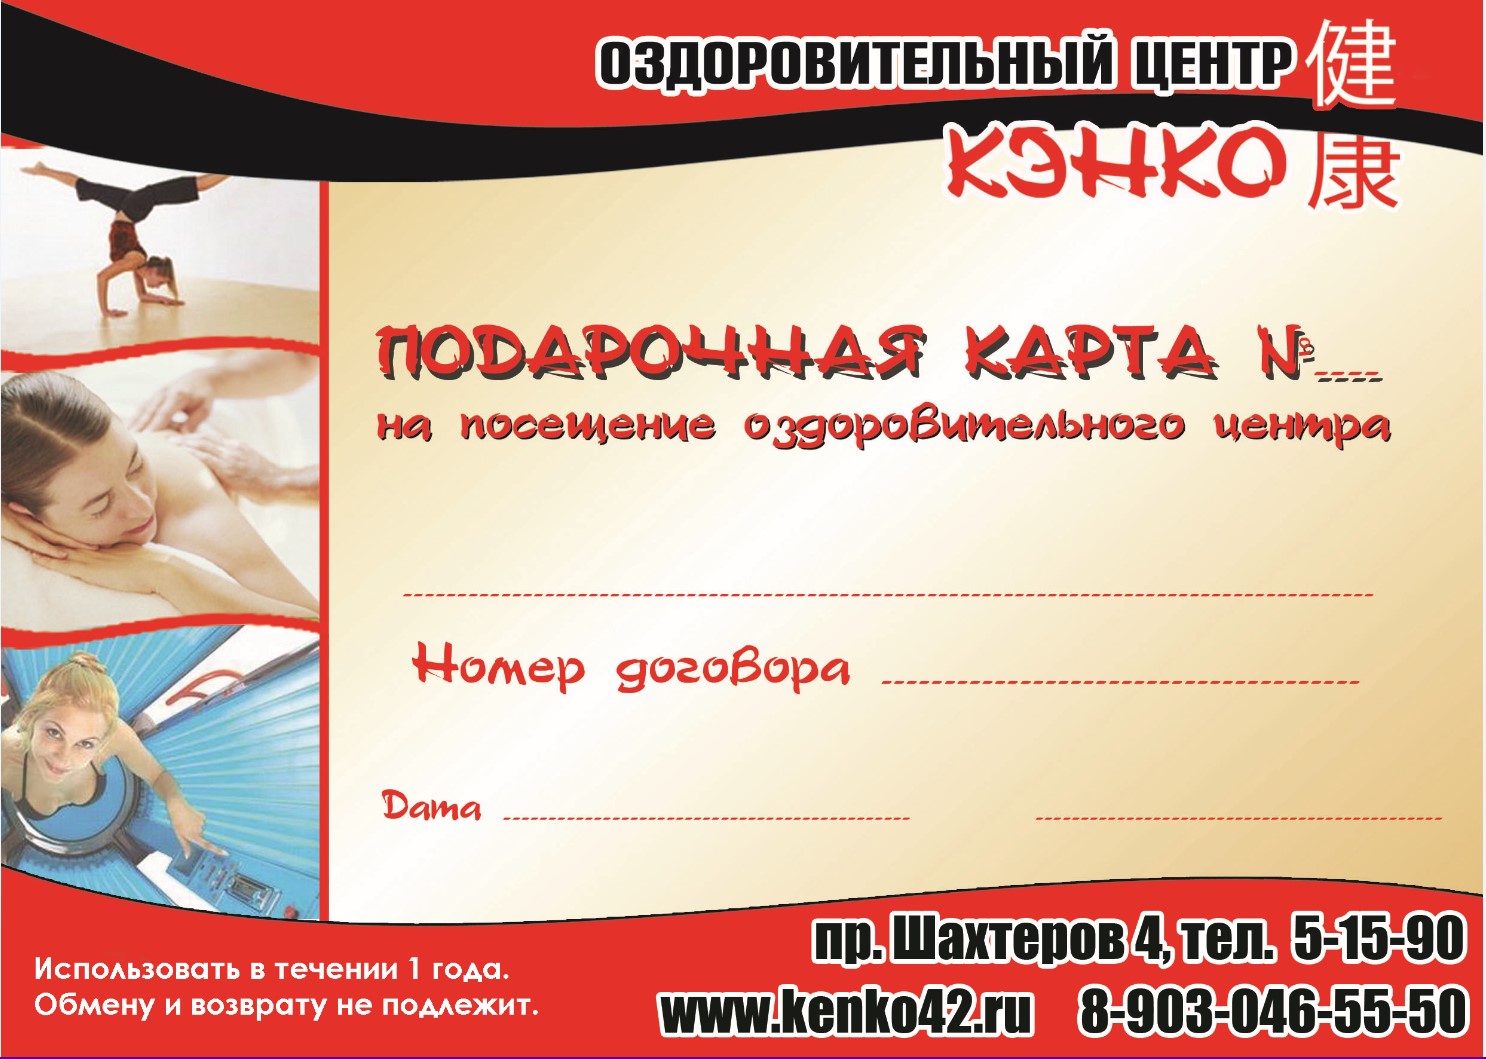 ОЗДОРОВИТЕЛЬНЫЙ ЦЕНТР 健
КЭНКО 康
ПОДАРОЧНАЯ КАРТА №____
на посещение оздоровительного центра
Номер договора
Дата
пр. Шахтеров 4, тел. 5-15-90
Использовать в течении 1 года.
Обмену и возврату не подлежит.
www.kenko42.ru 8-903-046-55-50